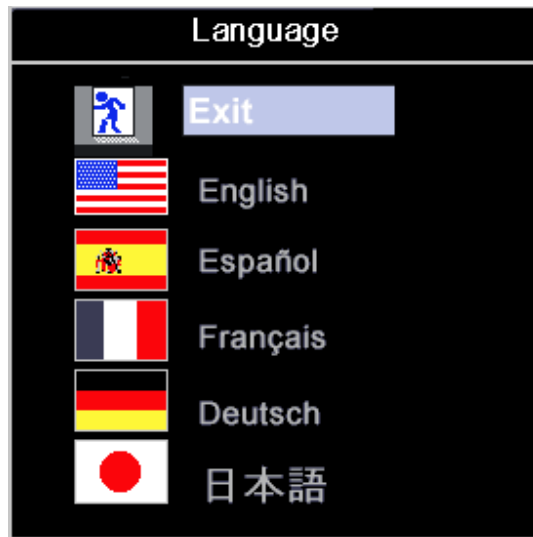 Language
Exit
English
Español
Français
Deutsch
日本語